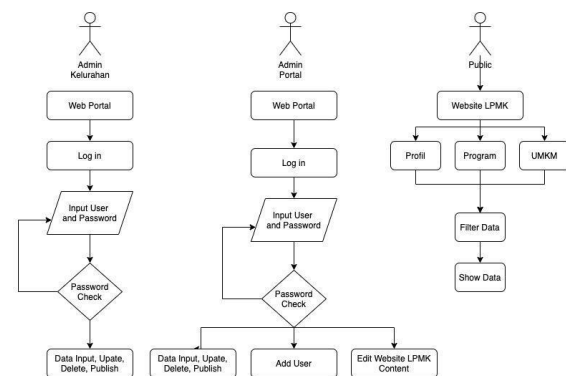 Admin
Kelurahan
Web Portal
Log in
Input User
and Password
Password
Check
Data Input, Upate,
Delete, Publish
Admin
Portal
Web Portal
Log in
Input User
and Password
Password
Check
Data Input, Upate,
Delete, Publish
Add User
Edit Website LPMK
Content
Public
Website LPMK
Profil
Program
UMKM
Filter Data
Show Data